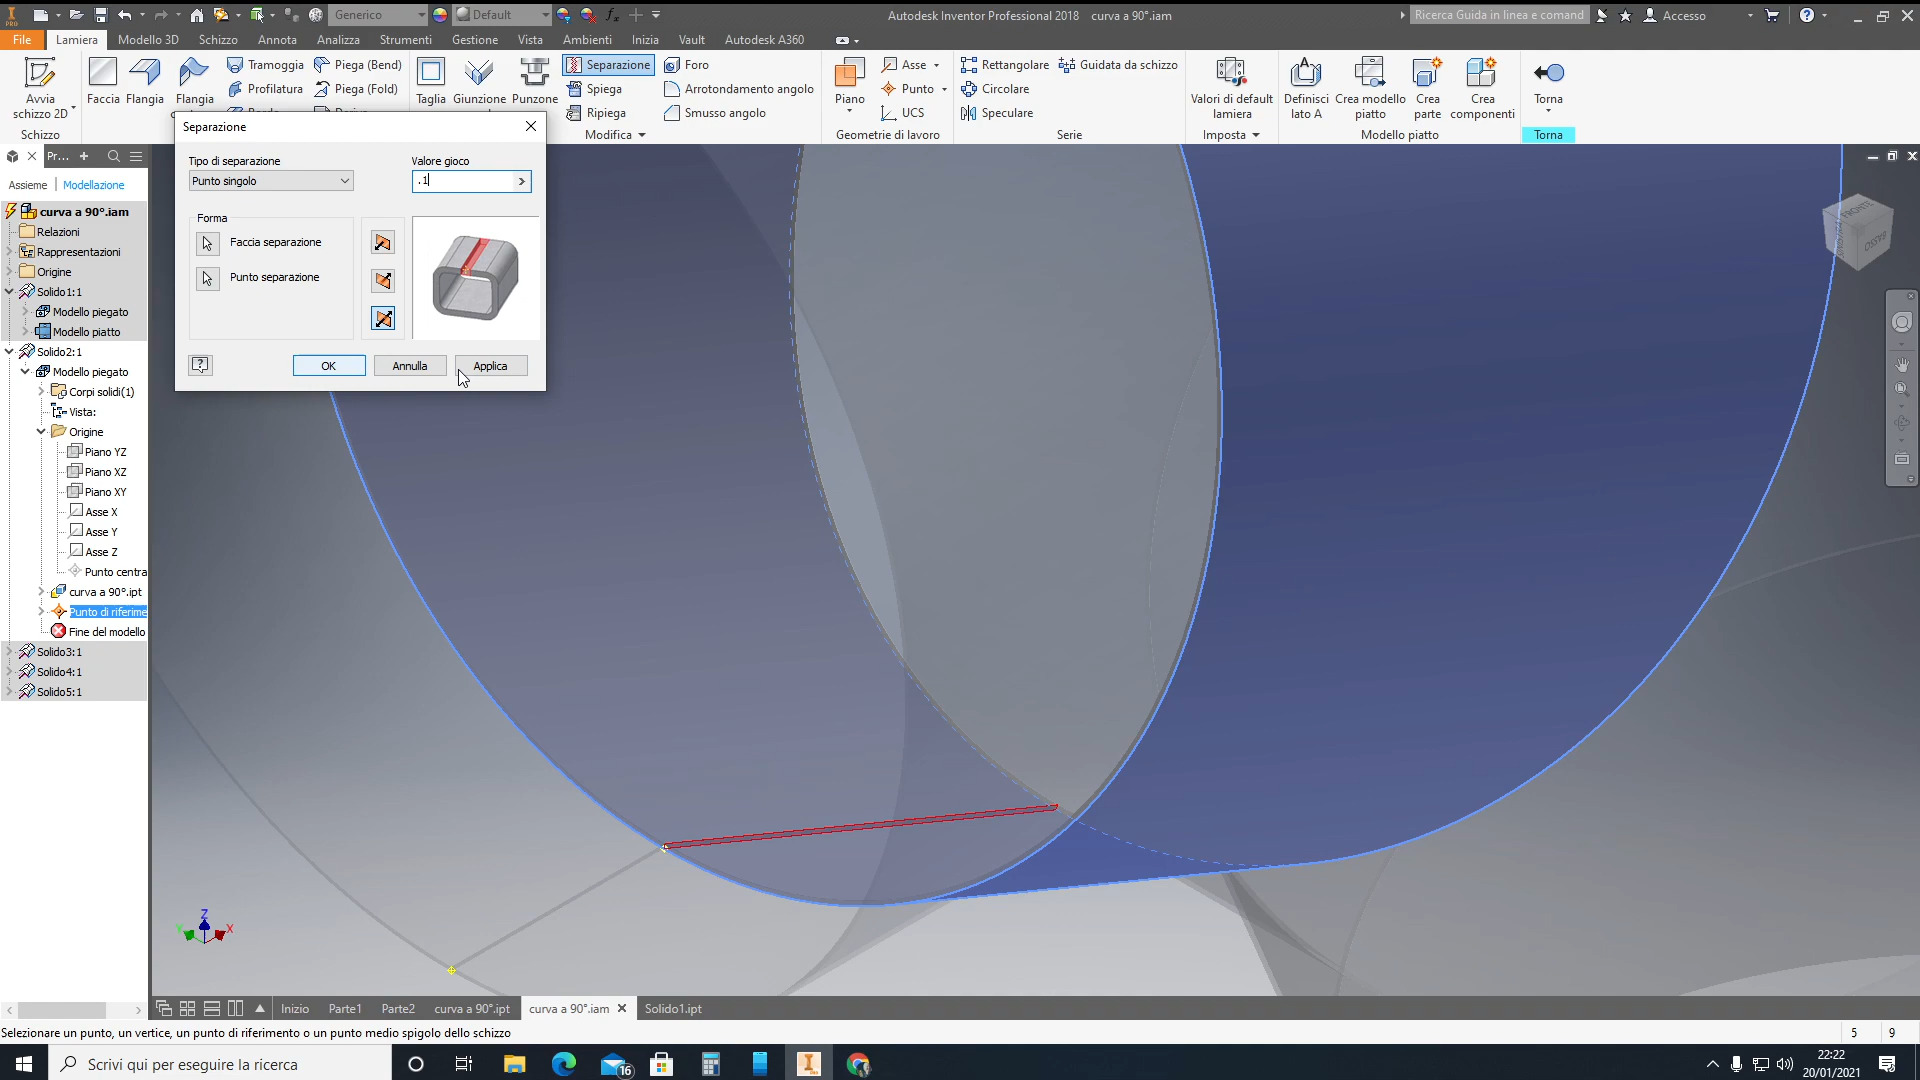 PRO
Generico
Default
Autodesk Inventor Professional 2018 curva a 90°.iam
Ricerca Guida in linea e comand
Accesso
File Lamiera Modello 3D Schizzo Annota Analizza Strumenti Gestione Vista Ambienti Inizia Vault Autodesk A360
Avvia
schizzo 2D
Schizzo
Faccia
Flangia
Flangia
Tramoggia
Profilatura
Piega (Bend)
Piega (Fold)
Taglia
Giunzione
Punzone
Separazione
Spiega
Ripiega
Foro
Arrotondamento angolo
Smusso angolo
Modifica
Piano
Asse
Punto
UCS
Geometrie di lavoro
Rettangolare
Circolare
Speculare
Guidata da schizzo
Serie
Valori di default
lamiera
Imposta
Definisci
lato A
Crea modello
piatto
Crea
parte
Crea
componenti
Modello piatto
Torna
Torna
Pr...
Assieme
Modellazione
curva a 90°.iam
Relazioni
Rappresentazioni
Origine
Solido1:1
Modello piegato
Modello piatto
Solido2:1
Modello piegato
Corpi solidi(1)
Vista:
Origine
Piano YZ
Piano XZ
Piano XY
Asse X
Asse Y
Asse Z
Punto centra
curva a 90°.ipt
Punto di riferime
Fine del modello
Solido3:1
Solido4:1
Solido5:1
Separazione
Tipo di separazione
Punto singolo
Valore gioco
.1
Forma
Faccia separazione
Punto separazione
OK
Annulla
Applica
FRONTE
BASSO
Z
Y
X
Inizio Parte1 Parte2 curva a 90°.ipt curva a 90°.iam Solido1.ipt
Selezionare un punto, un vertice, un punto di riferimento o un punto medio spigolo dello schizzo
5 9
Scrivi qui per eseguire la ricerca
16
PRO
22:22
20/01/2021